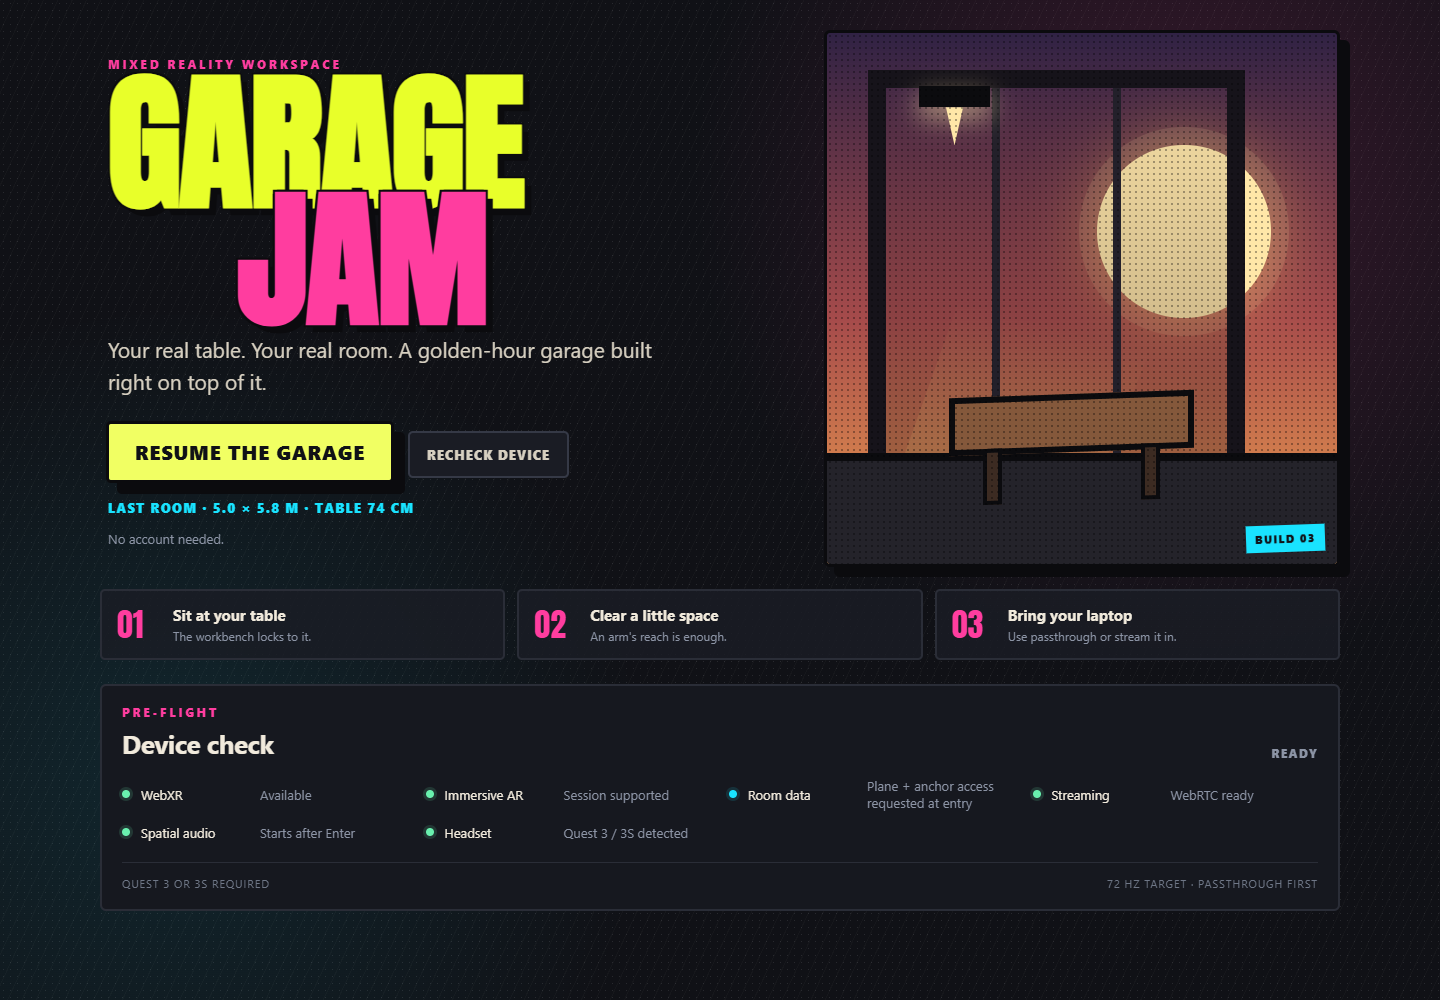 MIXED REALITY WORKSPACE
GARAGE
JAM
Your real table. Your real room. A golden-hour garage built
right on top of it.
RESUME THE GARAGE
RECHECK DEVICE
LAST ROOM · 5.0 × 5.8 M · TABLE 74 CM
No account needed.
BUILD 03
01
Sit at your table
The workbench locks to it.
02
Clear a little space
An arm's reach is enough.
03
Bring your laptop
Use passthrough or stream it in.
PRE-FLIGHT
Device check
READY
WebXR Available
Immersive AR Session supported
Room data Plane + anchor access
requested at entry
Streaming WebRTC ready
Spatial audio Starts after Enter
Headset Quest 3 / 3S detected
QUEST 3 OR 3S REQUIRED
72 HZ TARGET · PASSTHROUGH FIRST